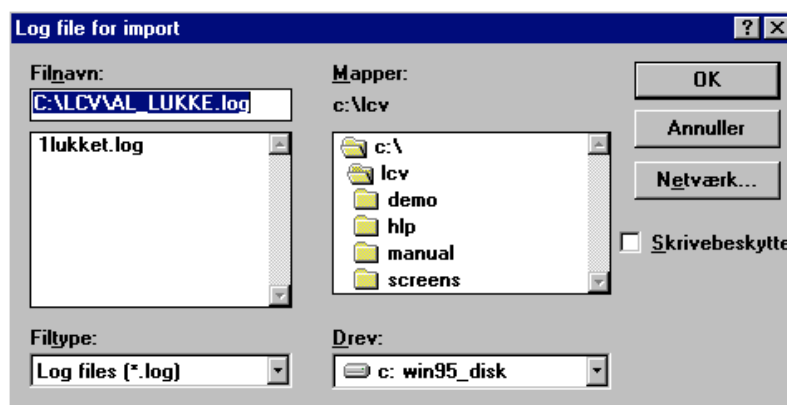 Log file for import
Filnavn:
C:\LCV\AL_LUKKE.log
1lukket.log
Filtype:
Log files (*.log)
Mapper:
c:\lcv
c:\
lcv
demo
hlp
manual
screens
Drev:
c: win95_disk
OK
Annuller
Netværk...
Skrivebeskytte